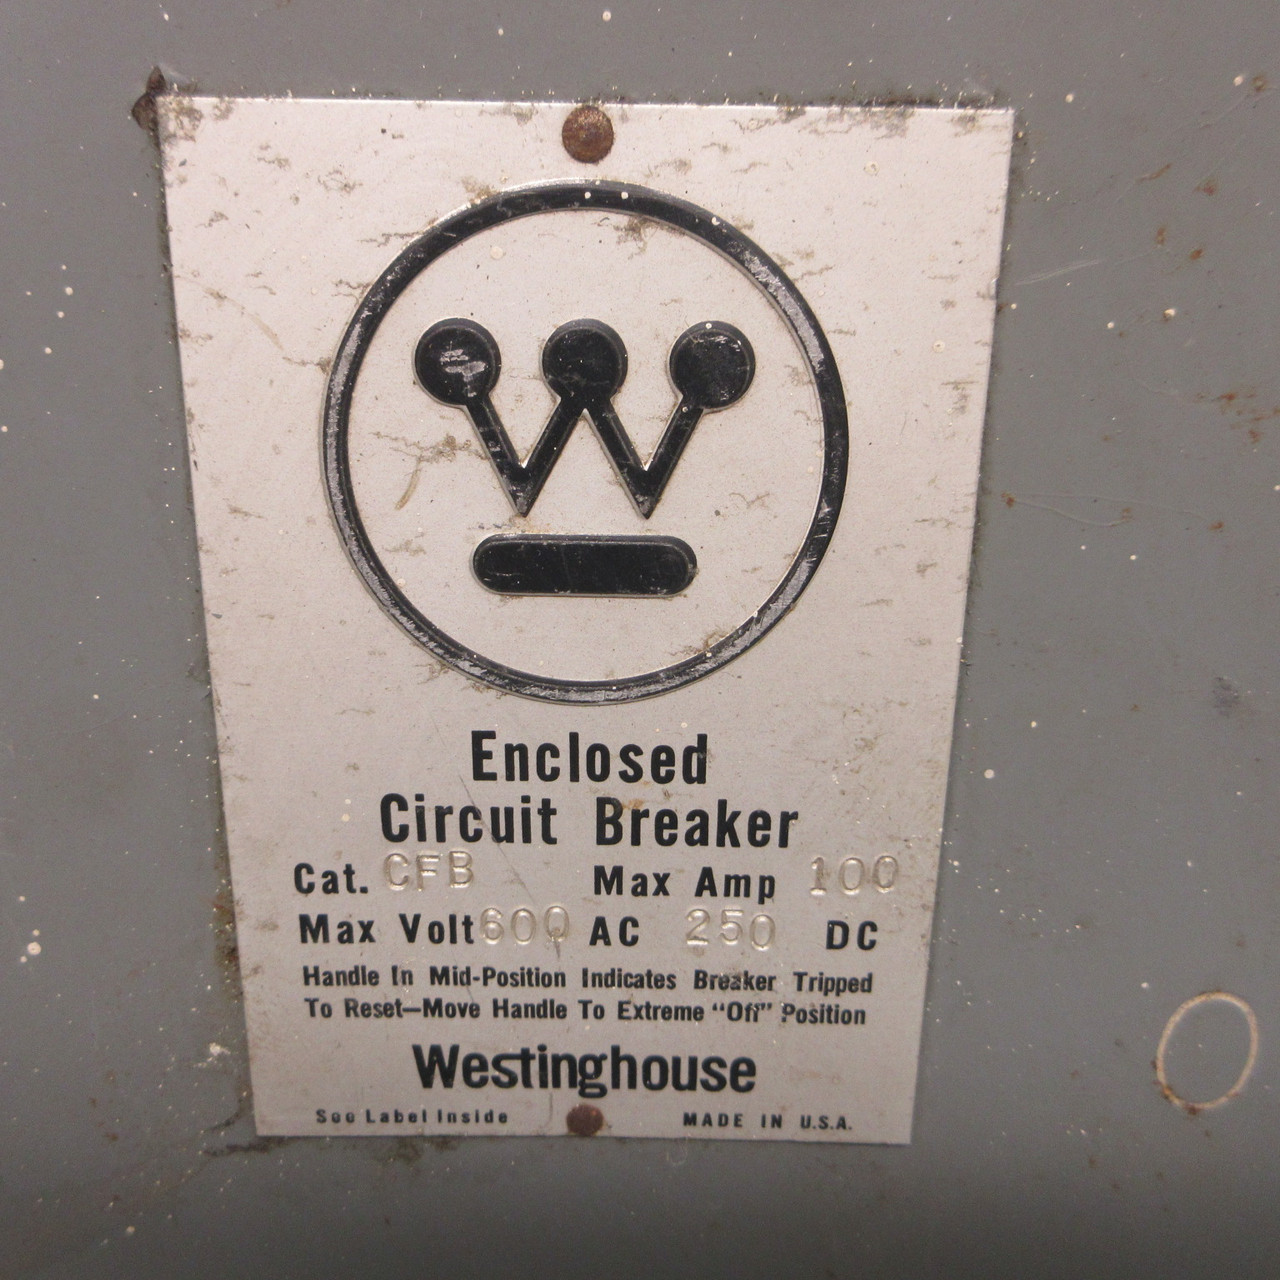 W
Enclosed
Circuit Breaker
Cat. CFB Max Amp 100
Max Volt 600 AC 250 DC
Handle In Mid-Position Indicates Breaker Tripped
To Reset—Move Handle To Extreme “Off” Position
Westinghouse
See Label Inside MADE IN U.S.A.